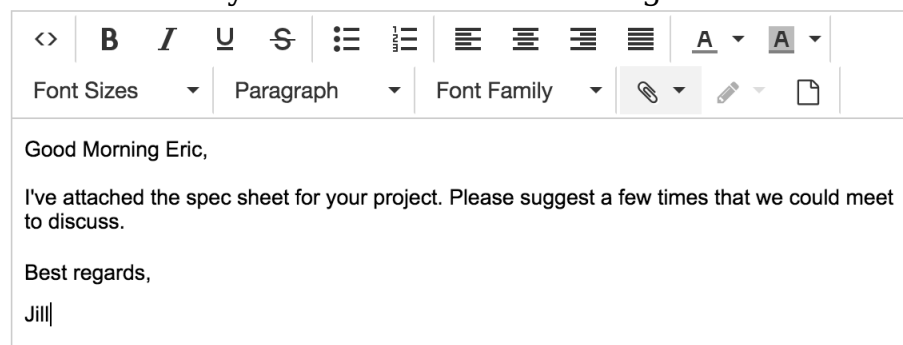 <> B I U S A A
Font Sizes Paragraph Font Family
Good Morning Eric,
I've attached the spec sheet for your project. Please suggest a few times that we could meet
to discuss.
Best regards,
Jill